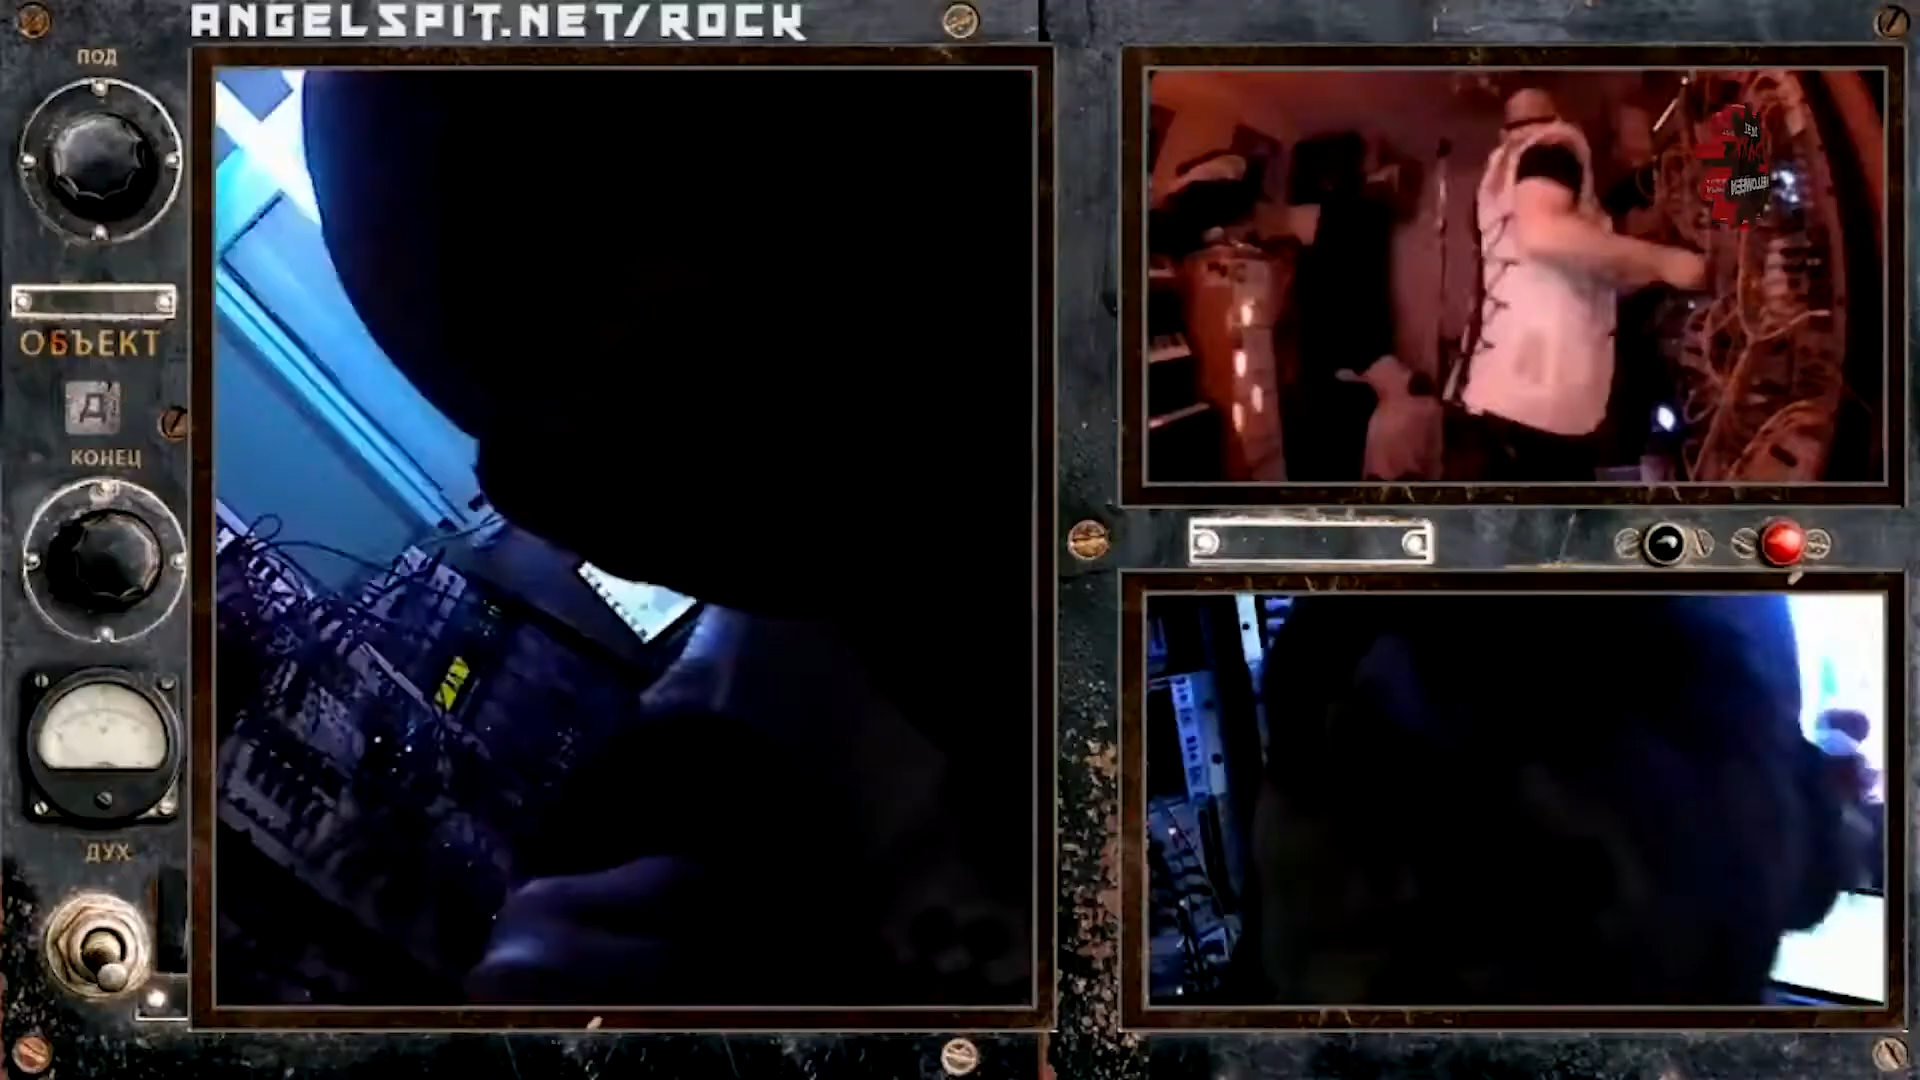 ANGELSPIT.NET/ROCK
ПОД
ОБЪЕКТ
Д
КОНЕЦ
ДУХ